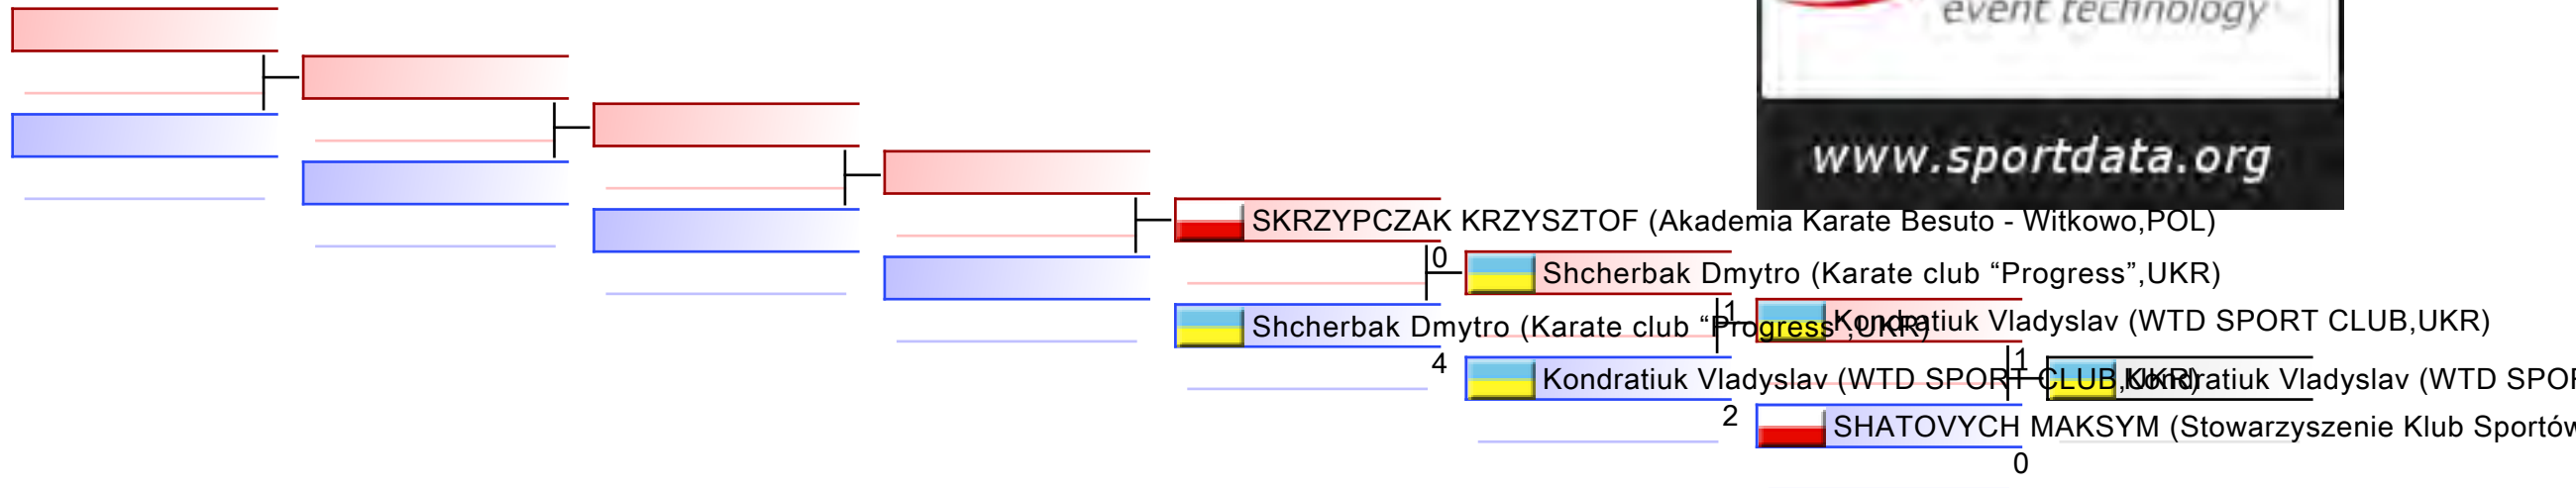 event technology
www.sportdata.org
SKRZYPCZAK KRZYSZTOF (Akademia Karate Besuto - Witkowo,POL)
0
Shcherbak Dmytro (Karate club “Progress”,UKR)
Shcherbak Dmytro (Karate club “Progress”,UKR)
4
1
Kondratiuk Vladyslav (WTD SPORT CLUB,UKR)
Kondratiuk Vladyslav (WTD SPORT CLUB,UKR)
2
1
Kondratiuk Vladyslav (WTD
SHATOVYCH MAKSYM (Stowarzyszenie Klub
0